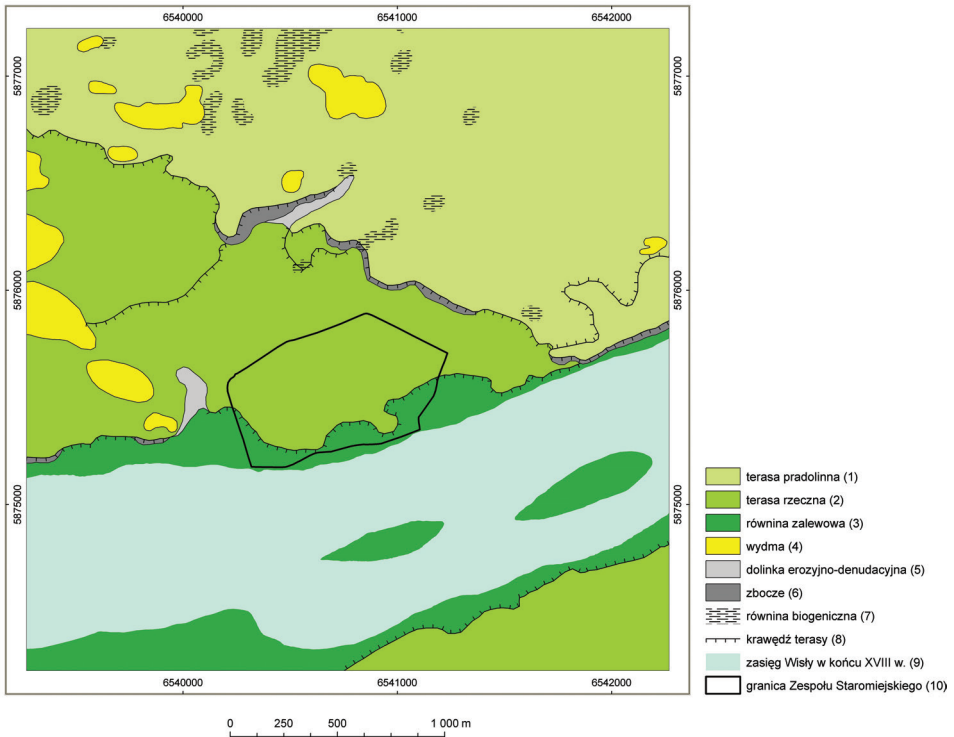 6540000 6541000 6542000
5877000 5877000
5876000 5876000
5875000 5875000
6540000 6541000 6542000
terasa pradolinna (1)
terasa rzeczna (2)
równina zalewowa (3)
wydma (4)
dolinka erozyjno-denudacyjna (5)
zbocze (6)
równina biogeniczna (7)
krawędź terasy (8)
zasięg Wisły w końcu XVIII w. (9)
granica Zespołu Staromiejskiego (10)
0 250 500 1 000 m